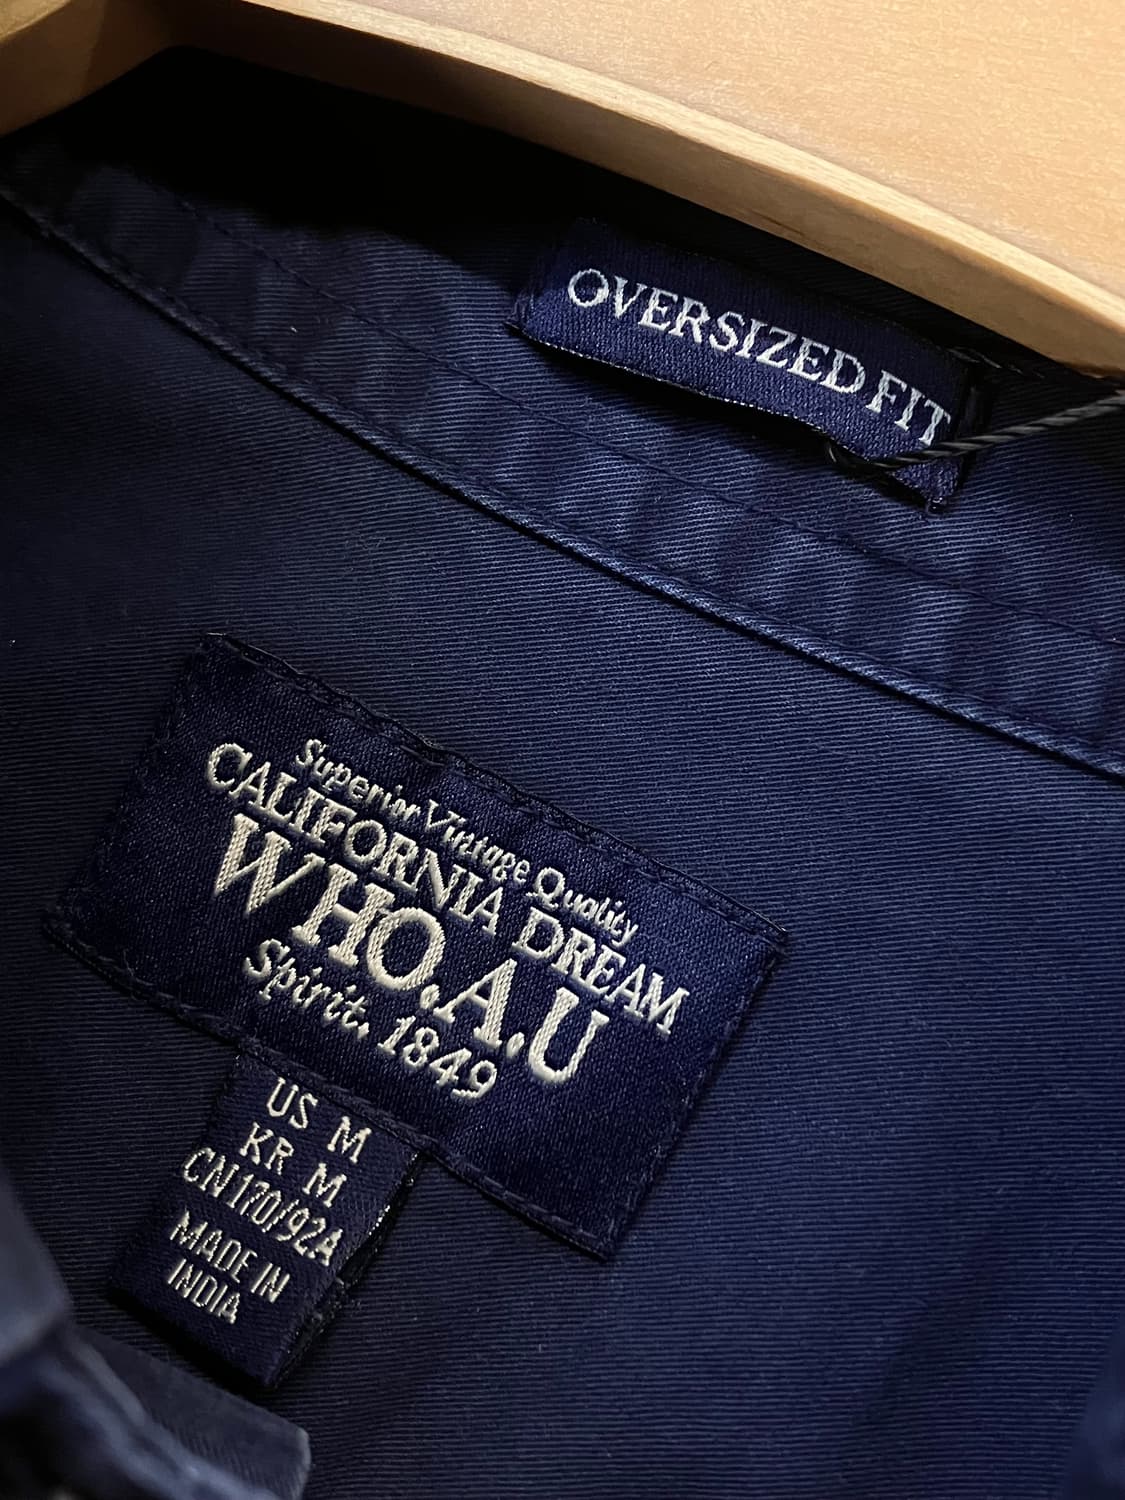 OVERSIZED FIT
Superior Vintage Quality
CALIFORNIA DREAM
WHO.A.U
Spirit. 1849
US M
KR M
CN170/92A
MADE IN
INDIA